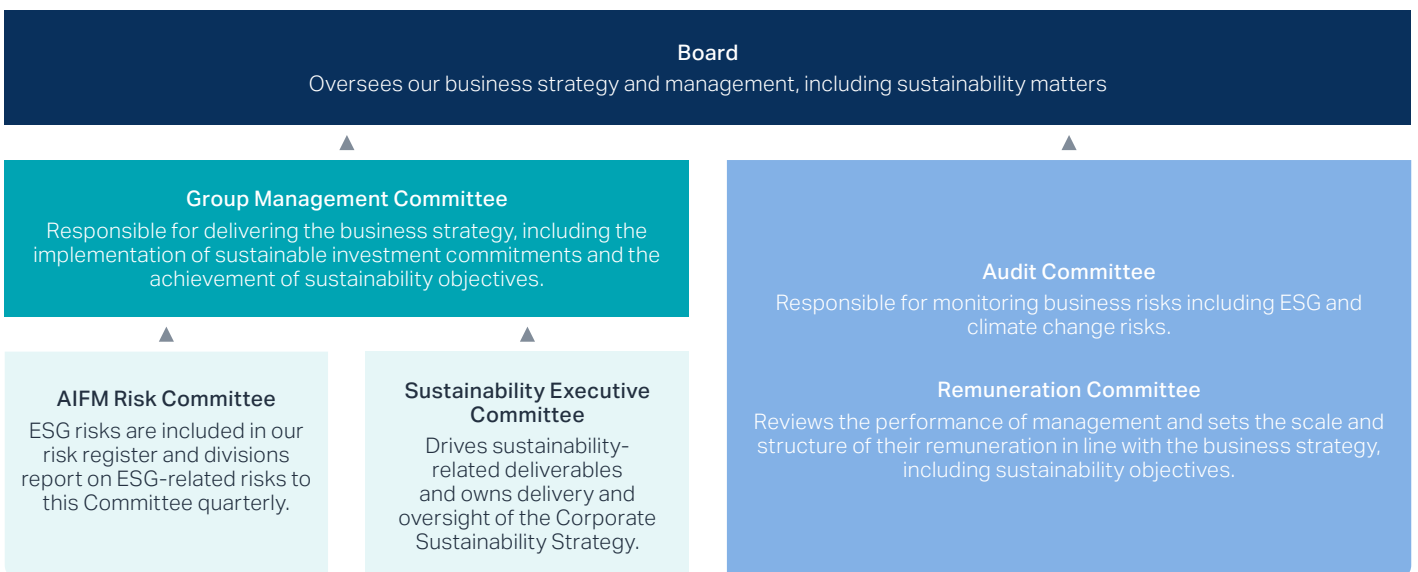 Board
Oversees our business strategy and management, including sustainability matters
Group Management Committee
Responsible for delivering the business strategy, including the
implementation of sustainable investment commitments and the
achievement of sustainability objectives.
AIFM Risk Committee
ESG risks are included in our
risk register and divisions
report on ESG-related risks to
this Committee quarterly.
Sustainability Executive
Committee
Drives sustainability-
related deliverables
and owns delivery and
oversight of the Corporate
Sustainability Strategy.
Audit Committee
Responsible for monitoring business risks including ESG and
climate change risks.
Remuneration Committee
Reviews the performance of management and sets the scale and
structure of their remuneration in line with the business strategy,
including sustainability objectives.